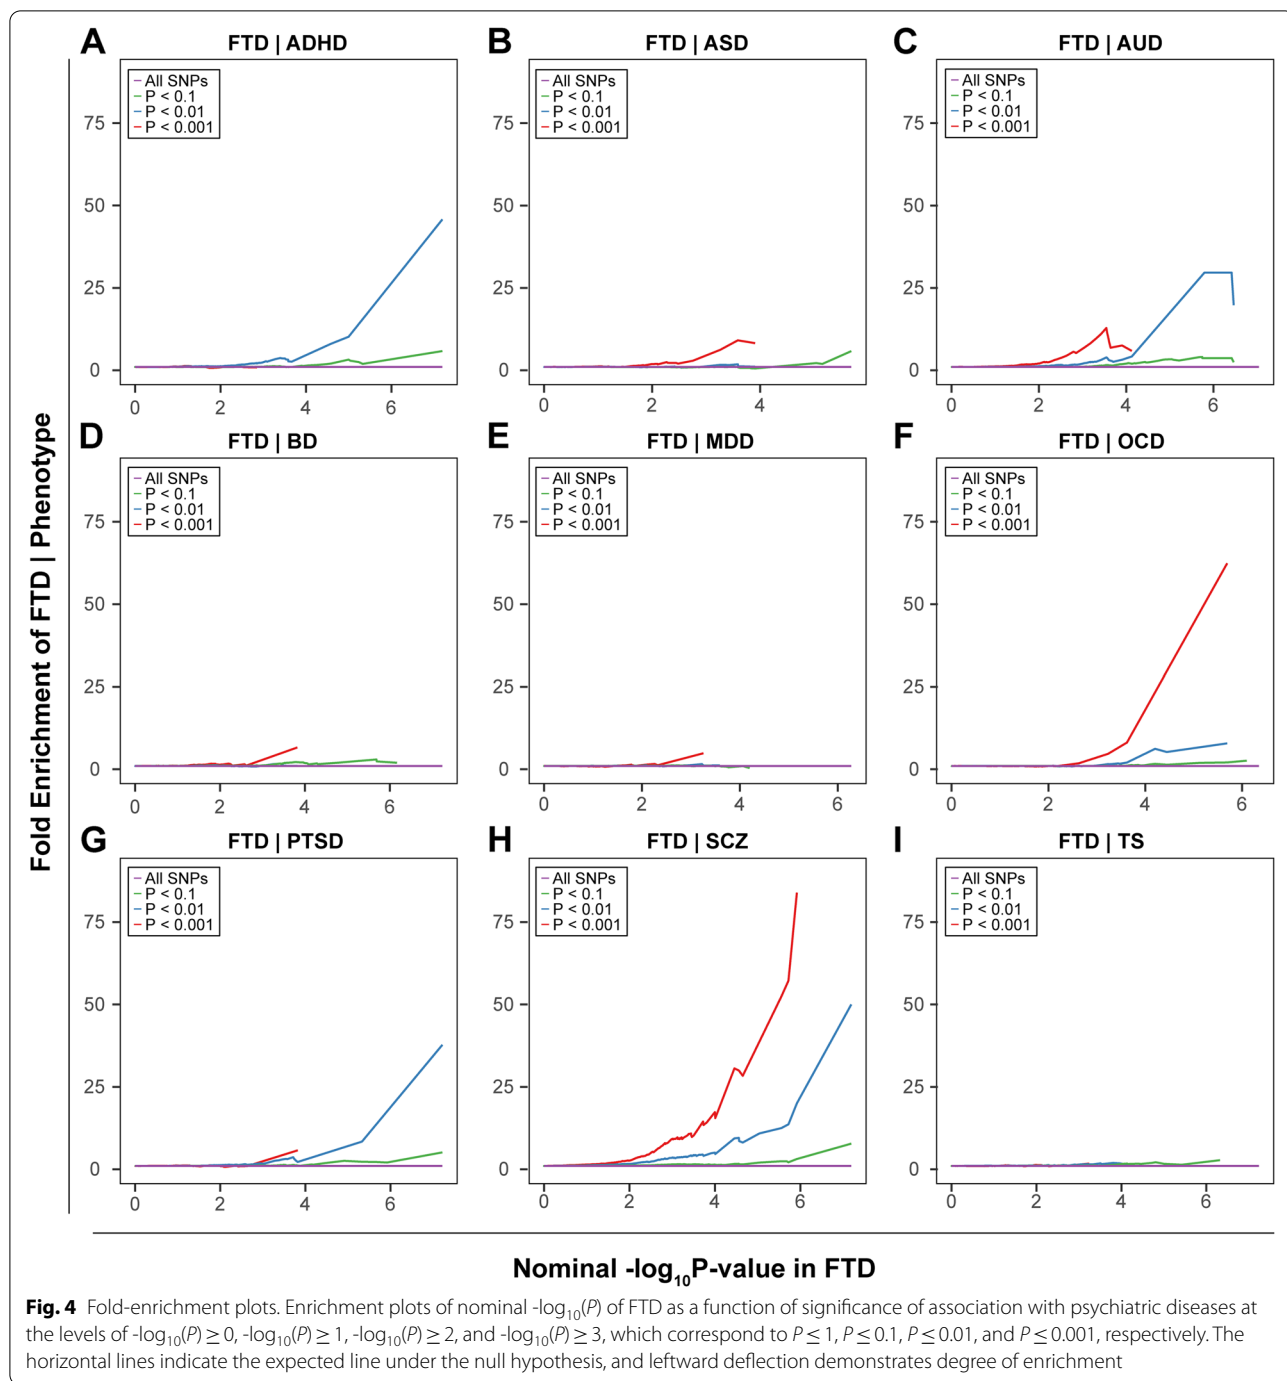 A
FTD | ADHD
All SNPs
P < 0.1
P < 0.01
P < 0.001
75
50
25
0
0 2 4 6
B
FTD | ASD
All SNPs
P < 0.1
P < 0.01
P < 0.001
75
50
25
0
0 2 4
C
FTD | AUD
All SNPs
P < 0.1
P < 0.01
P < 0.001
75
50
25
0
0 2 4 6
D
FTD | BD
All SNPs
P < 0.1
P < 0.01
P < 0.001
75
50
25
0
0 2 4 6
E
FTD | MDD
All SNPs
P < 0.1
P < 0.01
P < 0.001
75
50
25
0
0 2 4 6
F
FTD | OCD
All SNPs
P < 0.1
P < 0.01
P < 0.001
75
50
25
0
0 2 4 6
G
FTD | PTSD
All SNPs
P < 0.1
P < 0.01
P < 0.001
75
50
25
0
0 2 4 6
H
FTD | SCZ
All SNPs
P < 0.1
P < 0.01
P < 0.001
75
50
25
0
0 2 4 6
I
FTD | TS
All SNPs
P < 0.1
P < 0.01
P < 0.001
75
50
25
0
0 2 4 6
Fold Enrichment of FTD | Phenotype
Nominal -log₁₀P-value in FTD
Fig. 4 Fold-enrichment plots. Enrichment plots of nominal -log₁₀(P) of FTD as a function of significance of association with psychiatric diseases at
the levels of -log₁₀(P) ≥ 0, -log₁₀(P) ≥ 1, -log₁₀(P) ≥ 2, and -log₁₀(P) ≥ 3, which correspond to P ≤ 1, P ≤ 0.1, P ≤ 0.01, and P ≤ 0.001, respectively. The
horizontal lines indicate the expected line under the null hypothesis, and leftward deflection demonstrates degree of enrichment